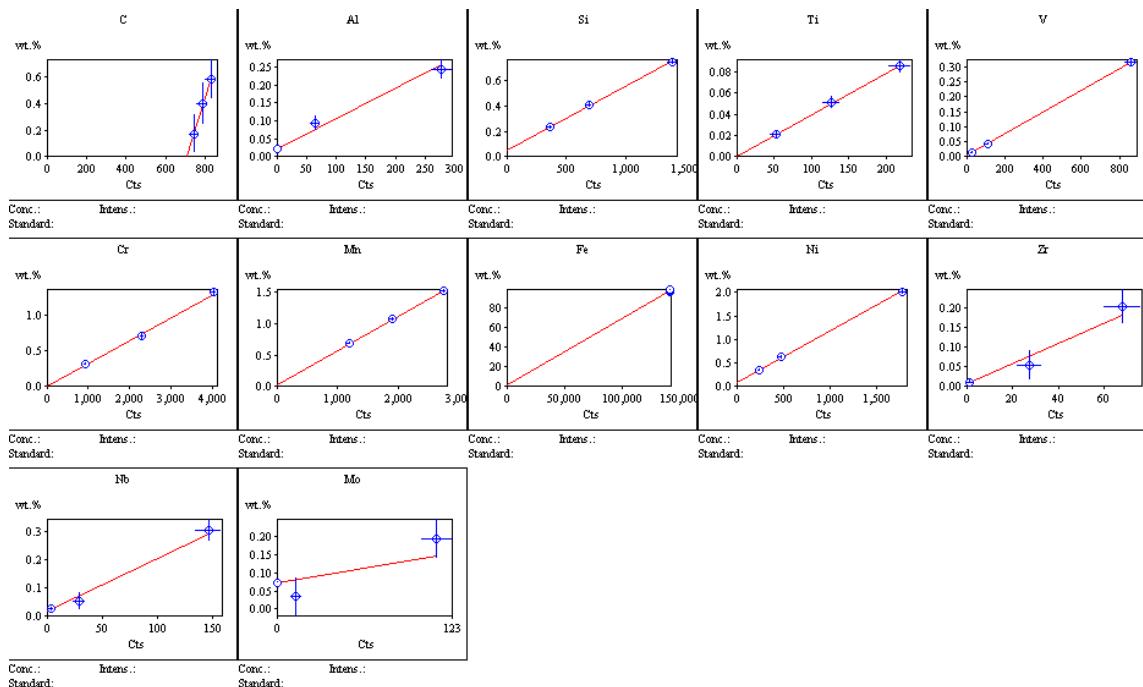 C
wt.%
0.6
0.4
0.2
0.0
0 200 400 600 800
Cts
Conc.: Intens.:
Standard:
Al
wt.%
0.25
0.20
0.15
0.10
0.05
0.00
0 50 100 150 200 250 300
Cts
Conc.: Intens.:
Standard:
Si
wt.%
0.6
0.4
0.2
0.0
0 500 1,000 1,500
Cts
Conc.: Intens.:
Standard:
Ti
wt.%
0.08
0.06
0.04
0.02
0.00
0 50 100 150 200
Cts
Conc.: Intens.:
Standard:
V
wt.%
0.30
0.25
0.20
0.15
0.10
0.05
0.00
0 200 400 600 800
Cts
Conc.: Intens.:
Standard:
Cr
wt.%
1.0
0.5
0.0
0 1,000 2,000 3,000 4,000
Cts
Conc.: Intens.:
Standard:
Mn
wt.%
1.5
1.0
0.5
0.0
0 1,000 2,000 3,000
Cts
Conc.: Intens.:
Standard:
Fe
wt.%
80
60
40
20
0
0 50,000 100,000 150,000
Cts
Conc.: Intens.:
Standard:
Ni
wt.%
2.0
1.5
1.0
0.5
0.0
0 500 1,000 1,500
Cts
Conc.: Intens.:
Standard:
Zr
wt.%
0.20
0.15
0.10
0.05
0.00
0 20 40 60
Cts
Conc.: Intens.:
Standard:
Nb
wt.%
0.3
0.2
0.1
0.0
0 50 100 150
Cts
Conc.: Intens.:
Standard:
Mo
wt.%
0.20
0.15
0.10
0.05
0.00
0 123
Cts
Conc.: Intens.:
Standard: